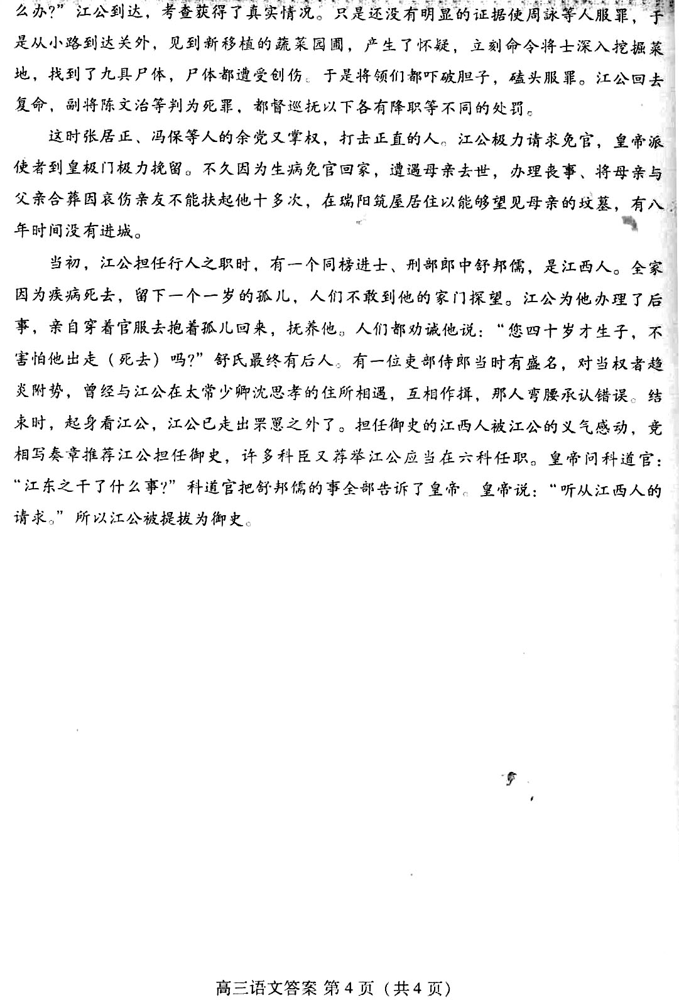 么办?”江公到达，考查获得了真实情况。只是还没有明显的证据使周詠等人服罪，于
是从小路到达关外，见到新移植的蔬菜园圃，产生了怀疑，立刻命令将士深入挖掘菜
地，找到了九具尸体，尸体都遭受创伤。于是将领们都吓破胆子，磕头服罪。江公回去
复命，副将陈文治等判为死罪，都督巡抚以下各有降职等不同的处罚。
这时张居正、冯保等人的余党又掌权，打击正直的人。江公极力请求免官，皇帝派
使者到皇极门极力挽留。不久因为生病免官回家，遭遇母亲去世，办理丧事、将母亲与
父亲合葬因哀伤亲友不能扶起他十多次，在瑞阳筑屋居住以能够望见母亲的坟墓，有八
年时间没有进城。
当初，江公担任行人之职时，有一个同榜进士、刑部郎中舒邦儒，是江西人。全家
因为疾病死去，留下一个一岁的孤儿，人们不敢到他的家门探望。江公为他办理了后
事，亲自穿着官服去抱着孤儿回来，抚养他。人们都劝诫他说：“您四十岁才生子，不
害怕他出走（死去）吗?”舒氏最终有后人。有一位吏部侍郎当时有盛名，对当权者趋
炎附势，曾经与江公在太常少卿沈思孝的住所相遇，互相作揖，那人弯腰承认错误。结
束时，起身看江公，江公已走出罘罳之外了。担任御史的江西人被江公的义气感动，竞
相写奏章推荐江公担任御史，许多科臣又荐举江公应当在六科任职。皇帝问科道官：
“江东之干了什么事?”科道官把舒邦儒的事全部告诉了皇帝。皇帝说：“听从江西人的
请求。”所以江公被提拔为御史。
高三语文答案 第 4 页（共 4 页）